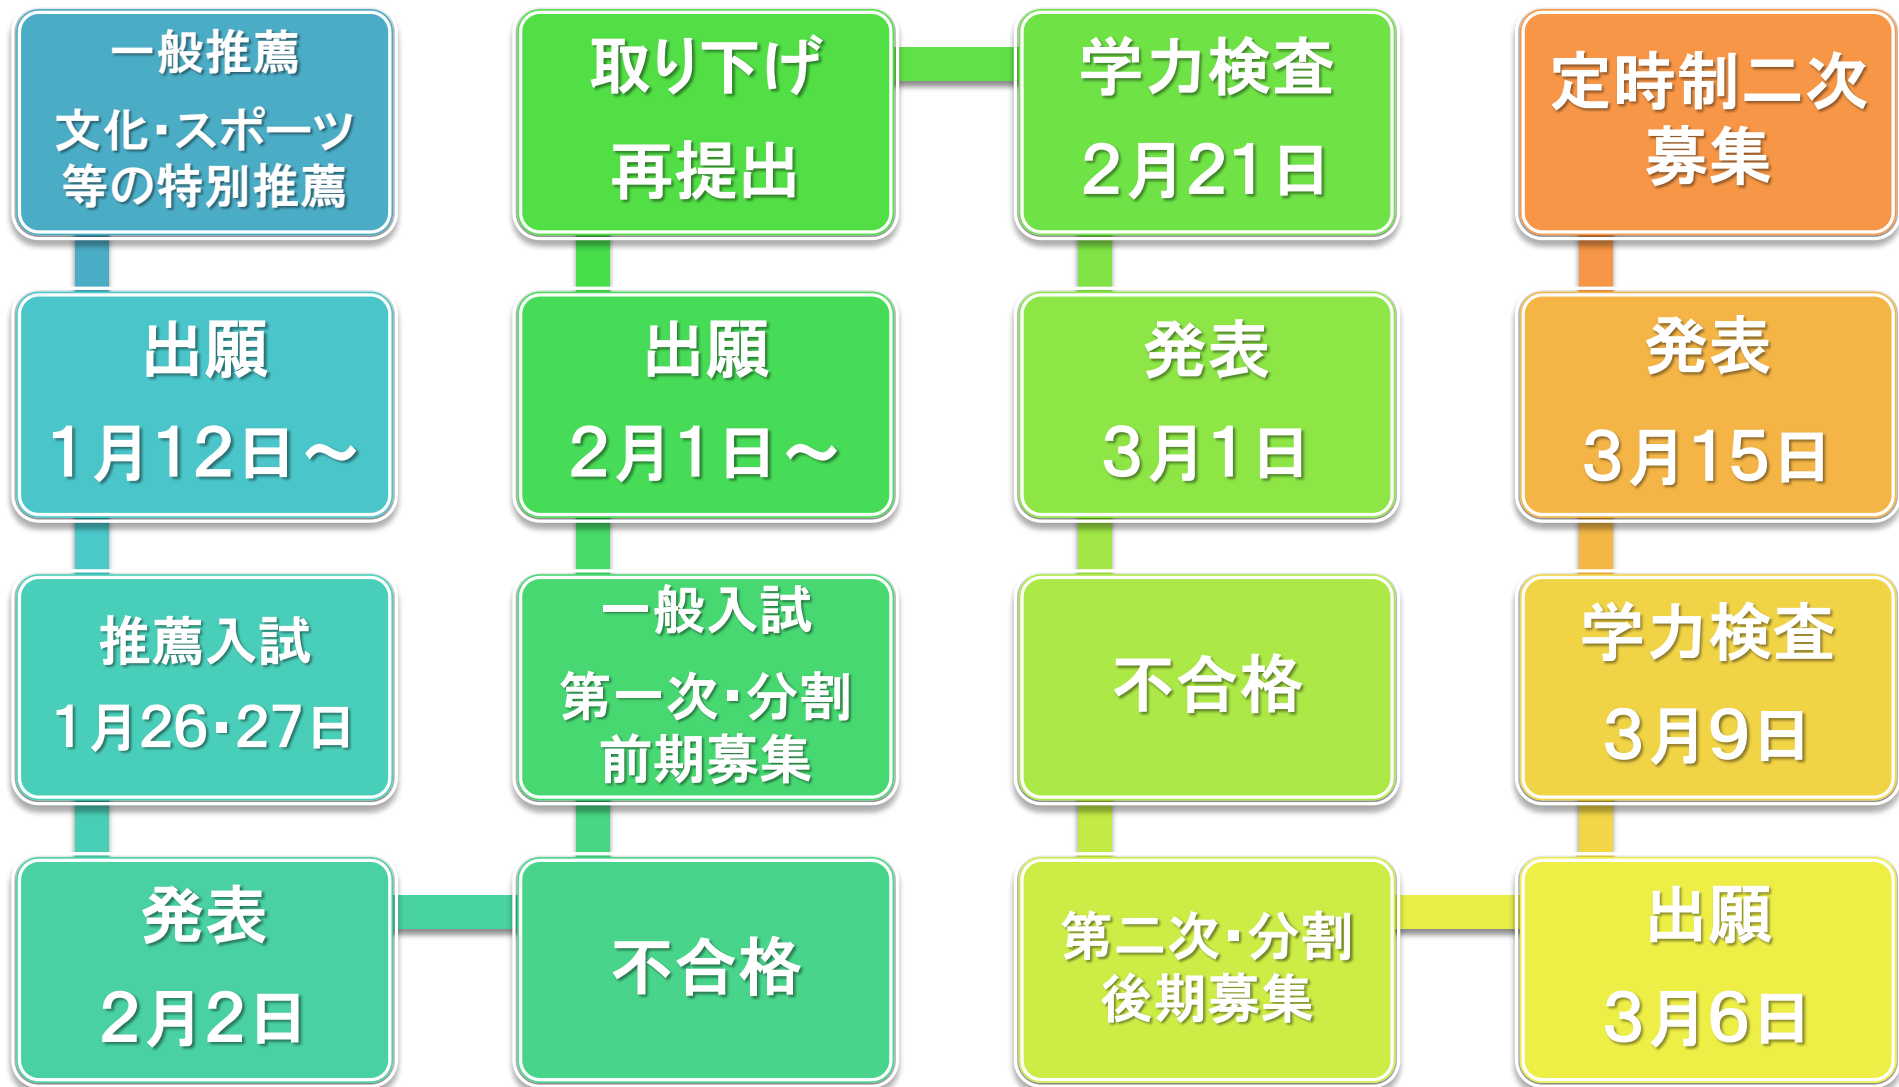 一般推薦
文化・スポーツ
等の特別推薦
出願
1月12日～
推薦入試
1月26・27日
発表
2月2日
不合格
一般入試
第一次・分割
前期募集
出願
2月1日～
取り下げ
再提出
学力検査
2月21日
発表
3月1日
不合格
第二次・分割
後期募集
出願
3月6日
学力検査
3月9日
発表
3月15日
定時制二次
募集